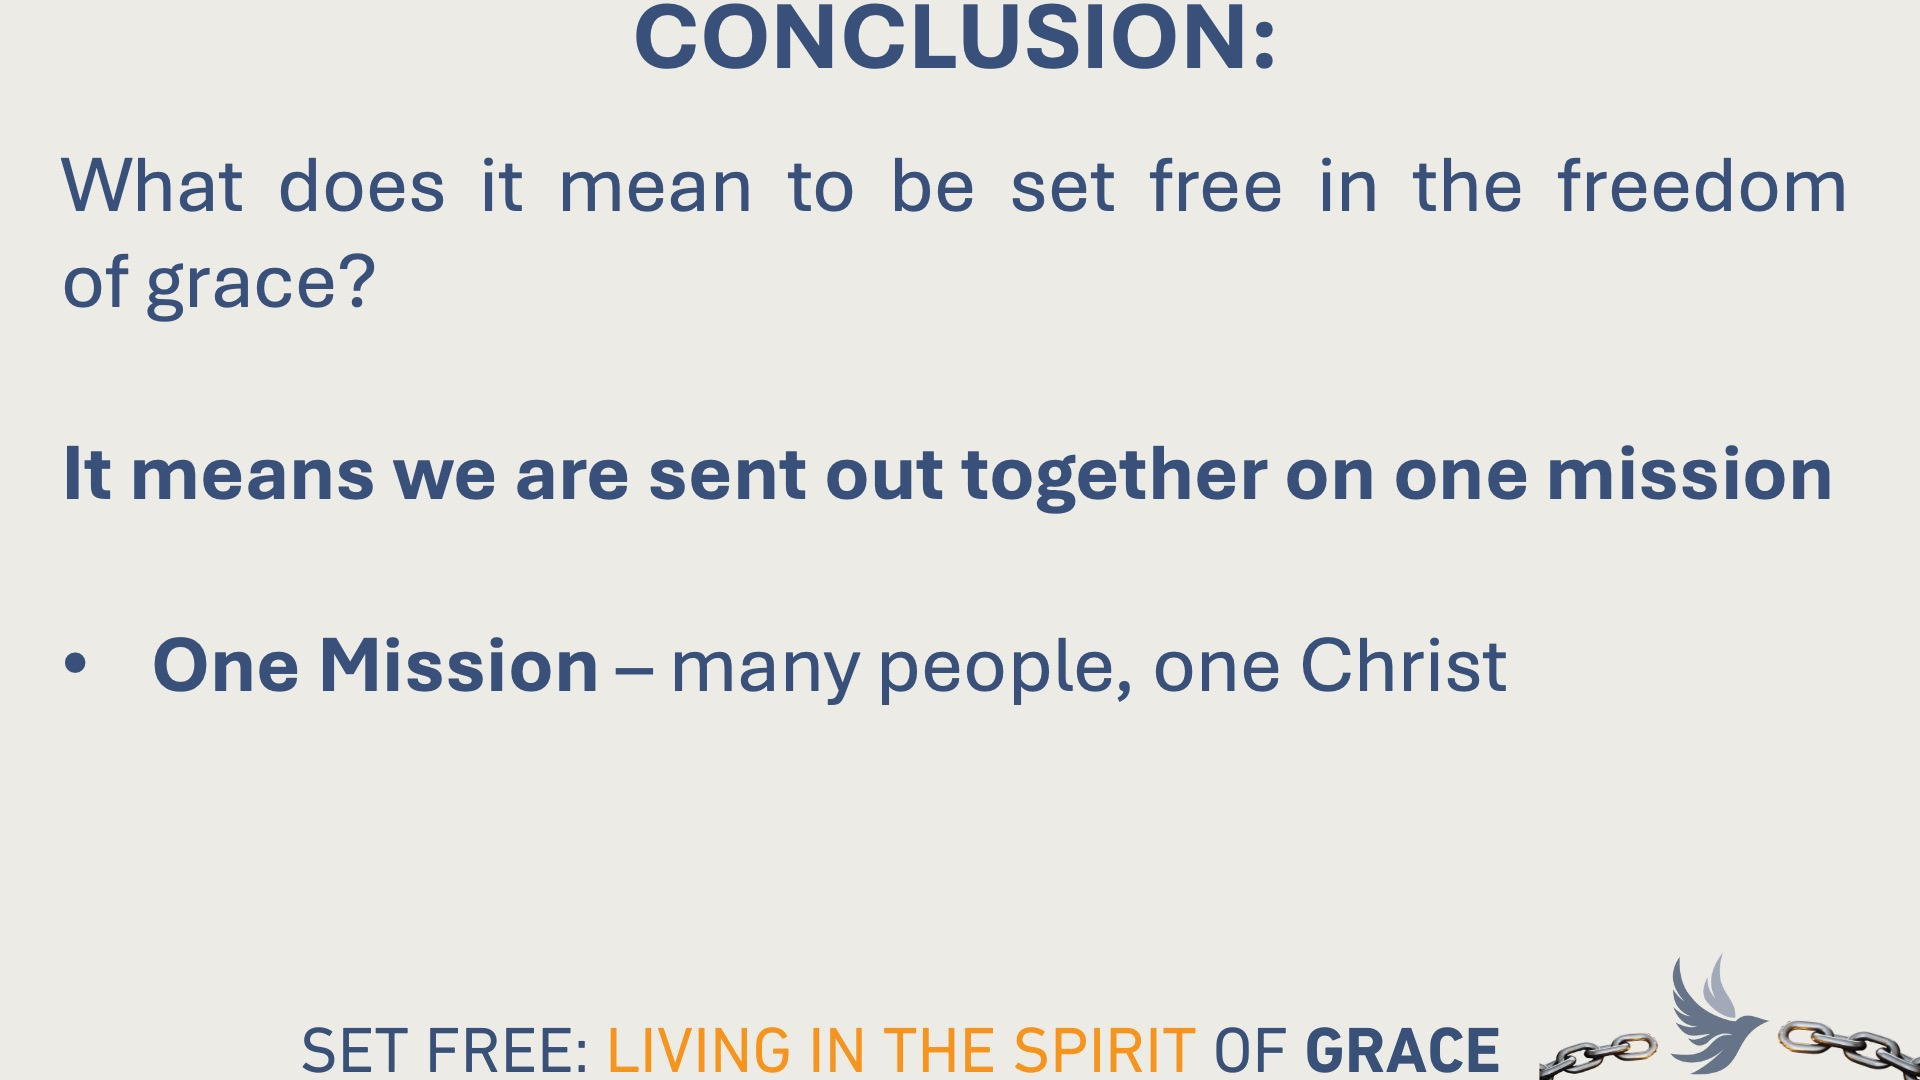 CONCLUSION:
What does it mean to be set free in the freedom
of grace?
It means we are sent out together on one mission
• One Mission – many people, one Christ
SET FREE: LIVING IN THE SPIRIT OF GRACE